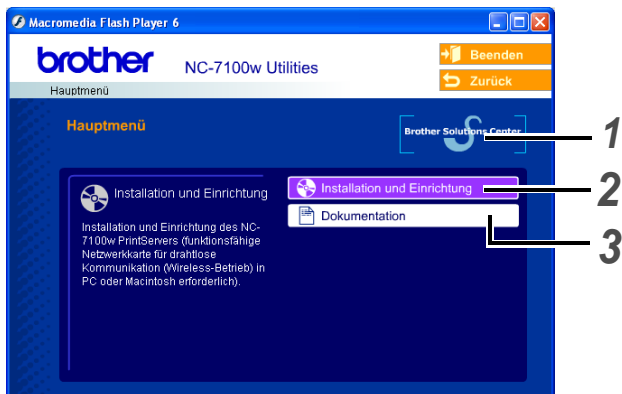 Macromedia Flash Player 6
brother
NC-7100w Utilities
Beenden
Zurück
Hauptmenü
Hauptmenü
Brother Solutions Center
1
Installation und Einrichtung
Installation und Einrichtung des NC-
7100w PrintServers (funktionsfähige
Netzwerkkarte für drahtlose
Kommunikation (Wireless-Betrieb) in
PC oder Macintosh erforderlich).
Installation und Einrichtung
2
Dokumentation
3